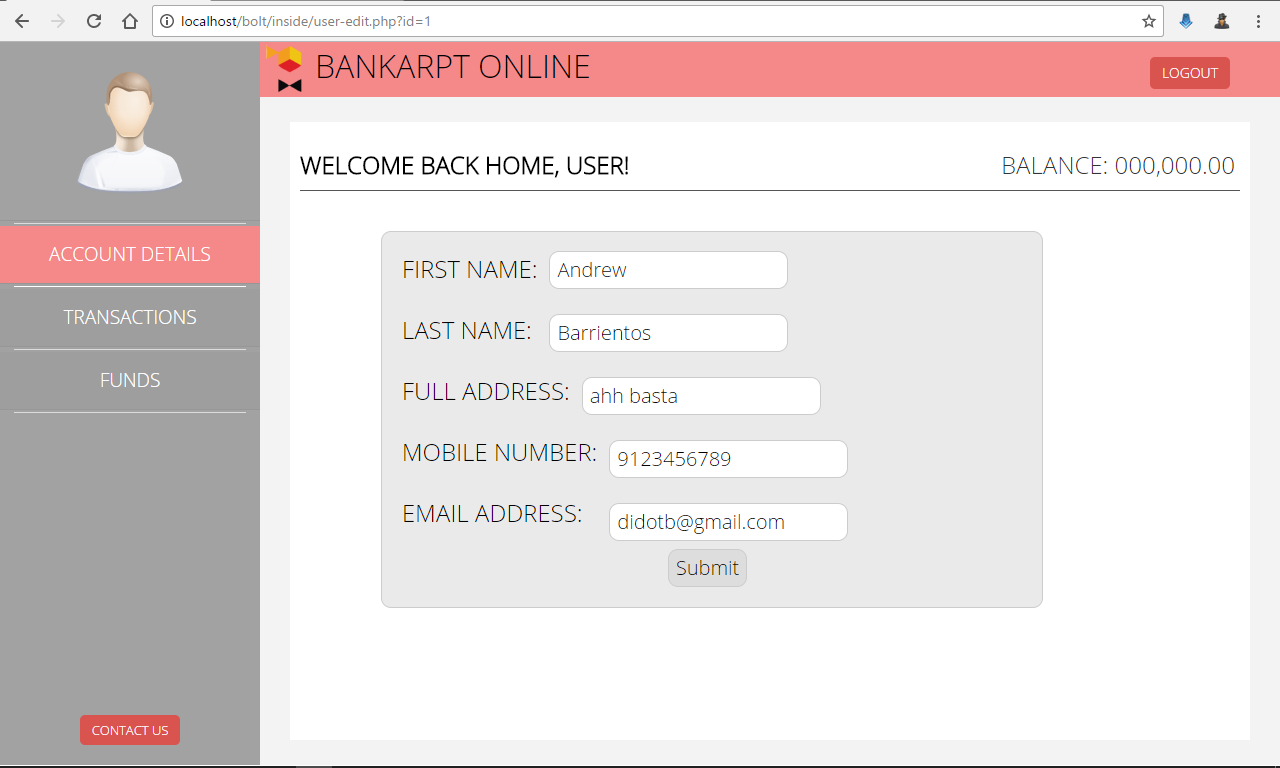 localhost/bolt/inside/user-edit.php?id=1
BANKARPT ONLINE
LOGOUT
WELCOME BACK HOME, USER!
BALANCE: 000,000.00
ACCOUNT DETAILS
TRANSACTIONS
FUNDS
CONTACT US
FIRST NAME: Andrew
LAST NAME: Barrientos
FULL ADDRESS: ahh basta
MOBILE NUMBER: 9123456789
EMAIL ADDRESS: didotb@gmail.com
Submit